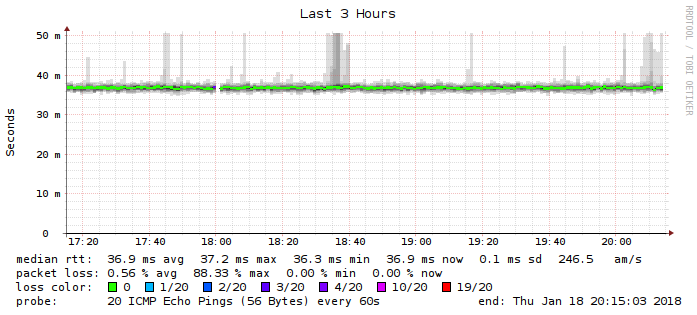 Last 3 Hours
RRDTOOL / TOBI OETIKER
50 m
40 m
30 m
20 m
10 m
0
Seconds
17:20 17:40 18:00 18:20 18:40 19:00 19:20 19:40 20:00
median rtt: 36.9 ms avg 37.2 ms max 36.3 ms min 36.9 ms now 0.1 ms sd 246.5 am/s
packet loss: 0.56 % avg 88.33 % max 0.00 % min 0.00 % now
loss color: 0 1/20 2/20 3/20 4/20 10/20 19/20
probe: 20 ICMP Echo Pings (56 Bytes) every 60s end: Thu Jan 18 20:15:03 2018